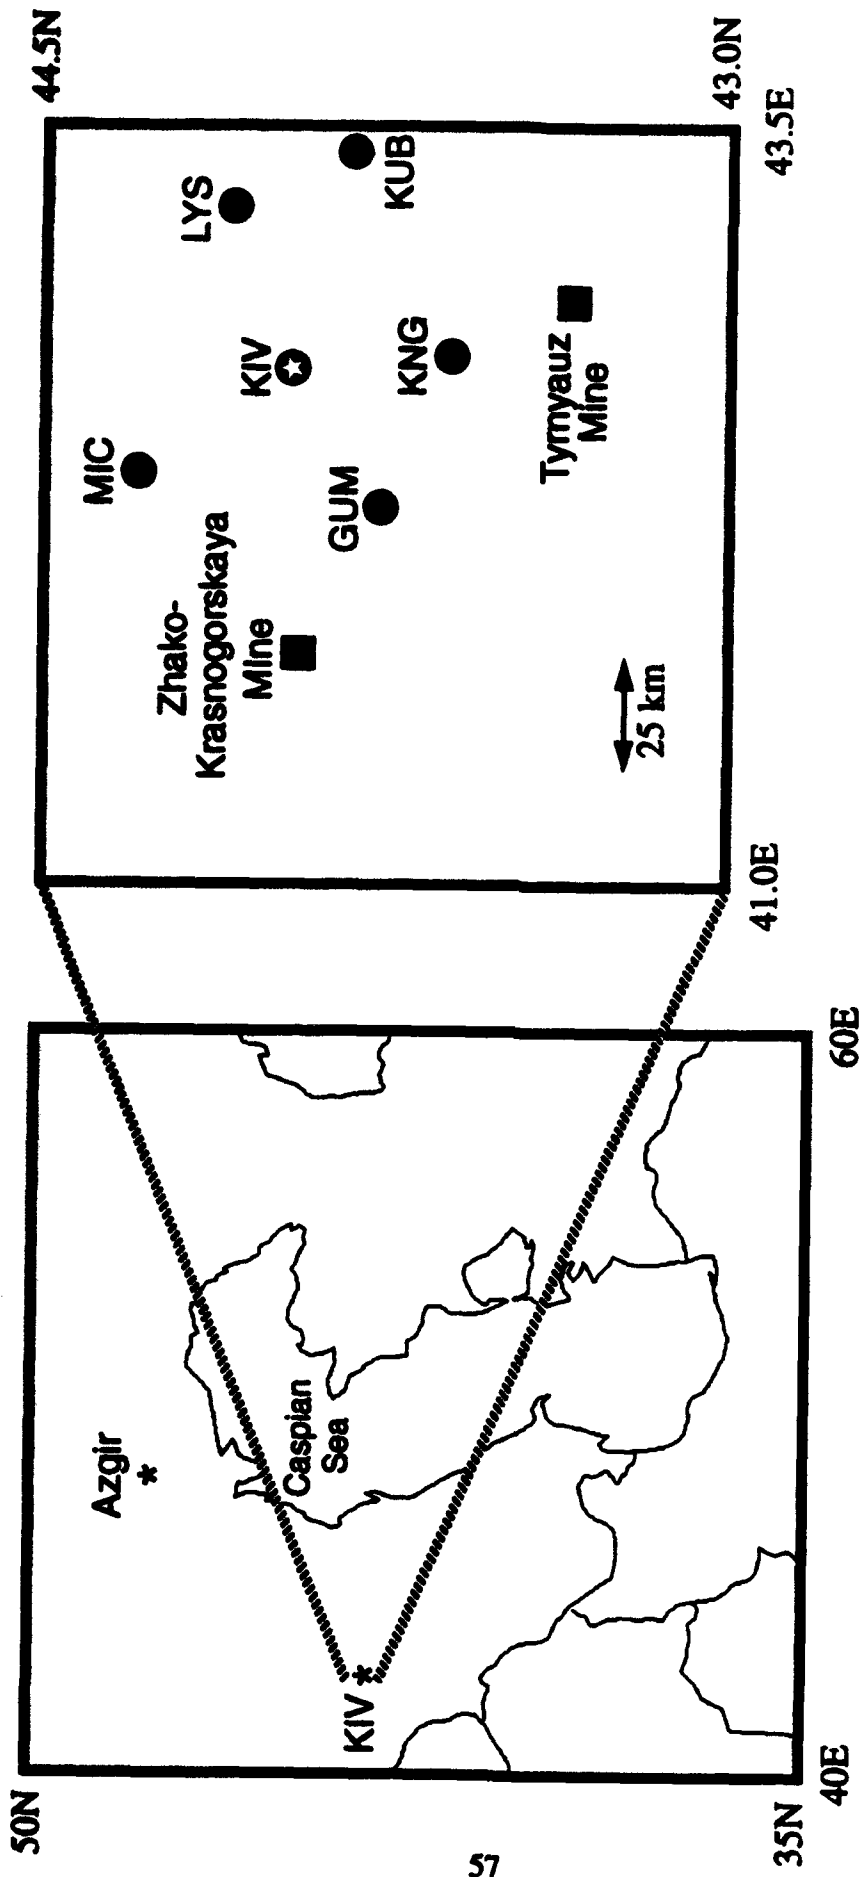 50N
35N
40E
60E
Azgir
KIV
Caspian
Sea
44.5N
43.0N
41.0E
43.5E
MIC
LYS
KIV
KUB
GUM
KNG
Zhako-
Krasnogorskaya
Mine
Tyrnyauz
Mine
25 km
57